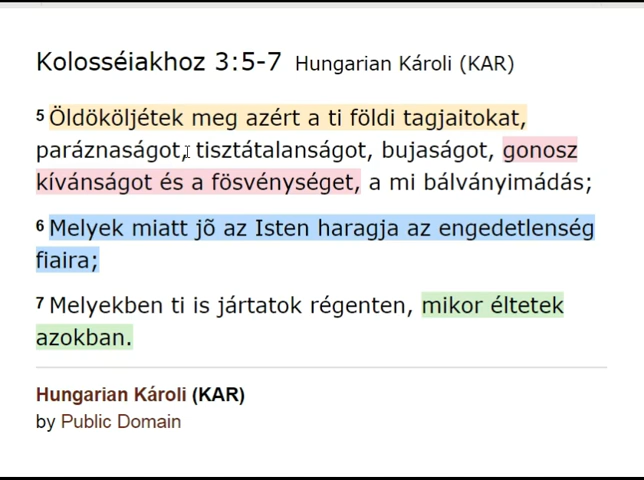 Kolosséiakhoz 3:5-7 Hungarian Károli (KAR)
5 Öldököljétek meg azért a ti földi tagjaitokat,
paráznaságot, tisztátalanságot, bujaságot, gonosz
kívánságot és a fösvénységet, a mi bálványimádás;
6 Melyek miatt jõ az Isten haragja az engedetlenség
fiaira;
7 Melyekben ti is jártatok régenten, mikor éltetek
azokban.
Hungarian Károli (KAR)
by Public Domain